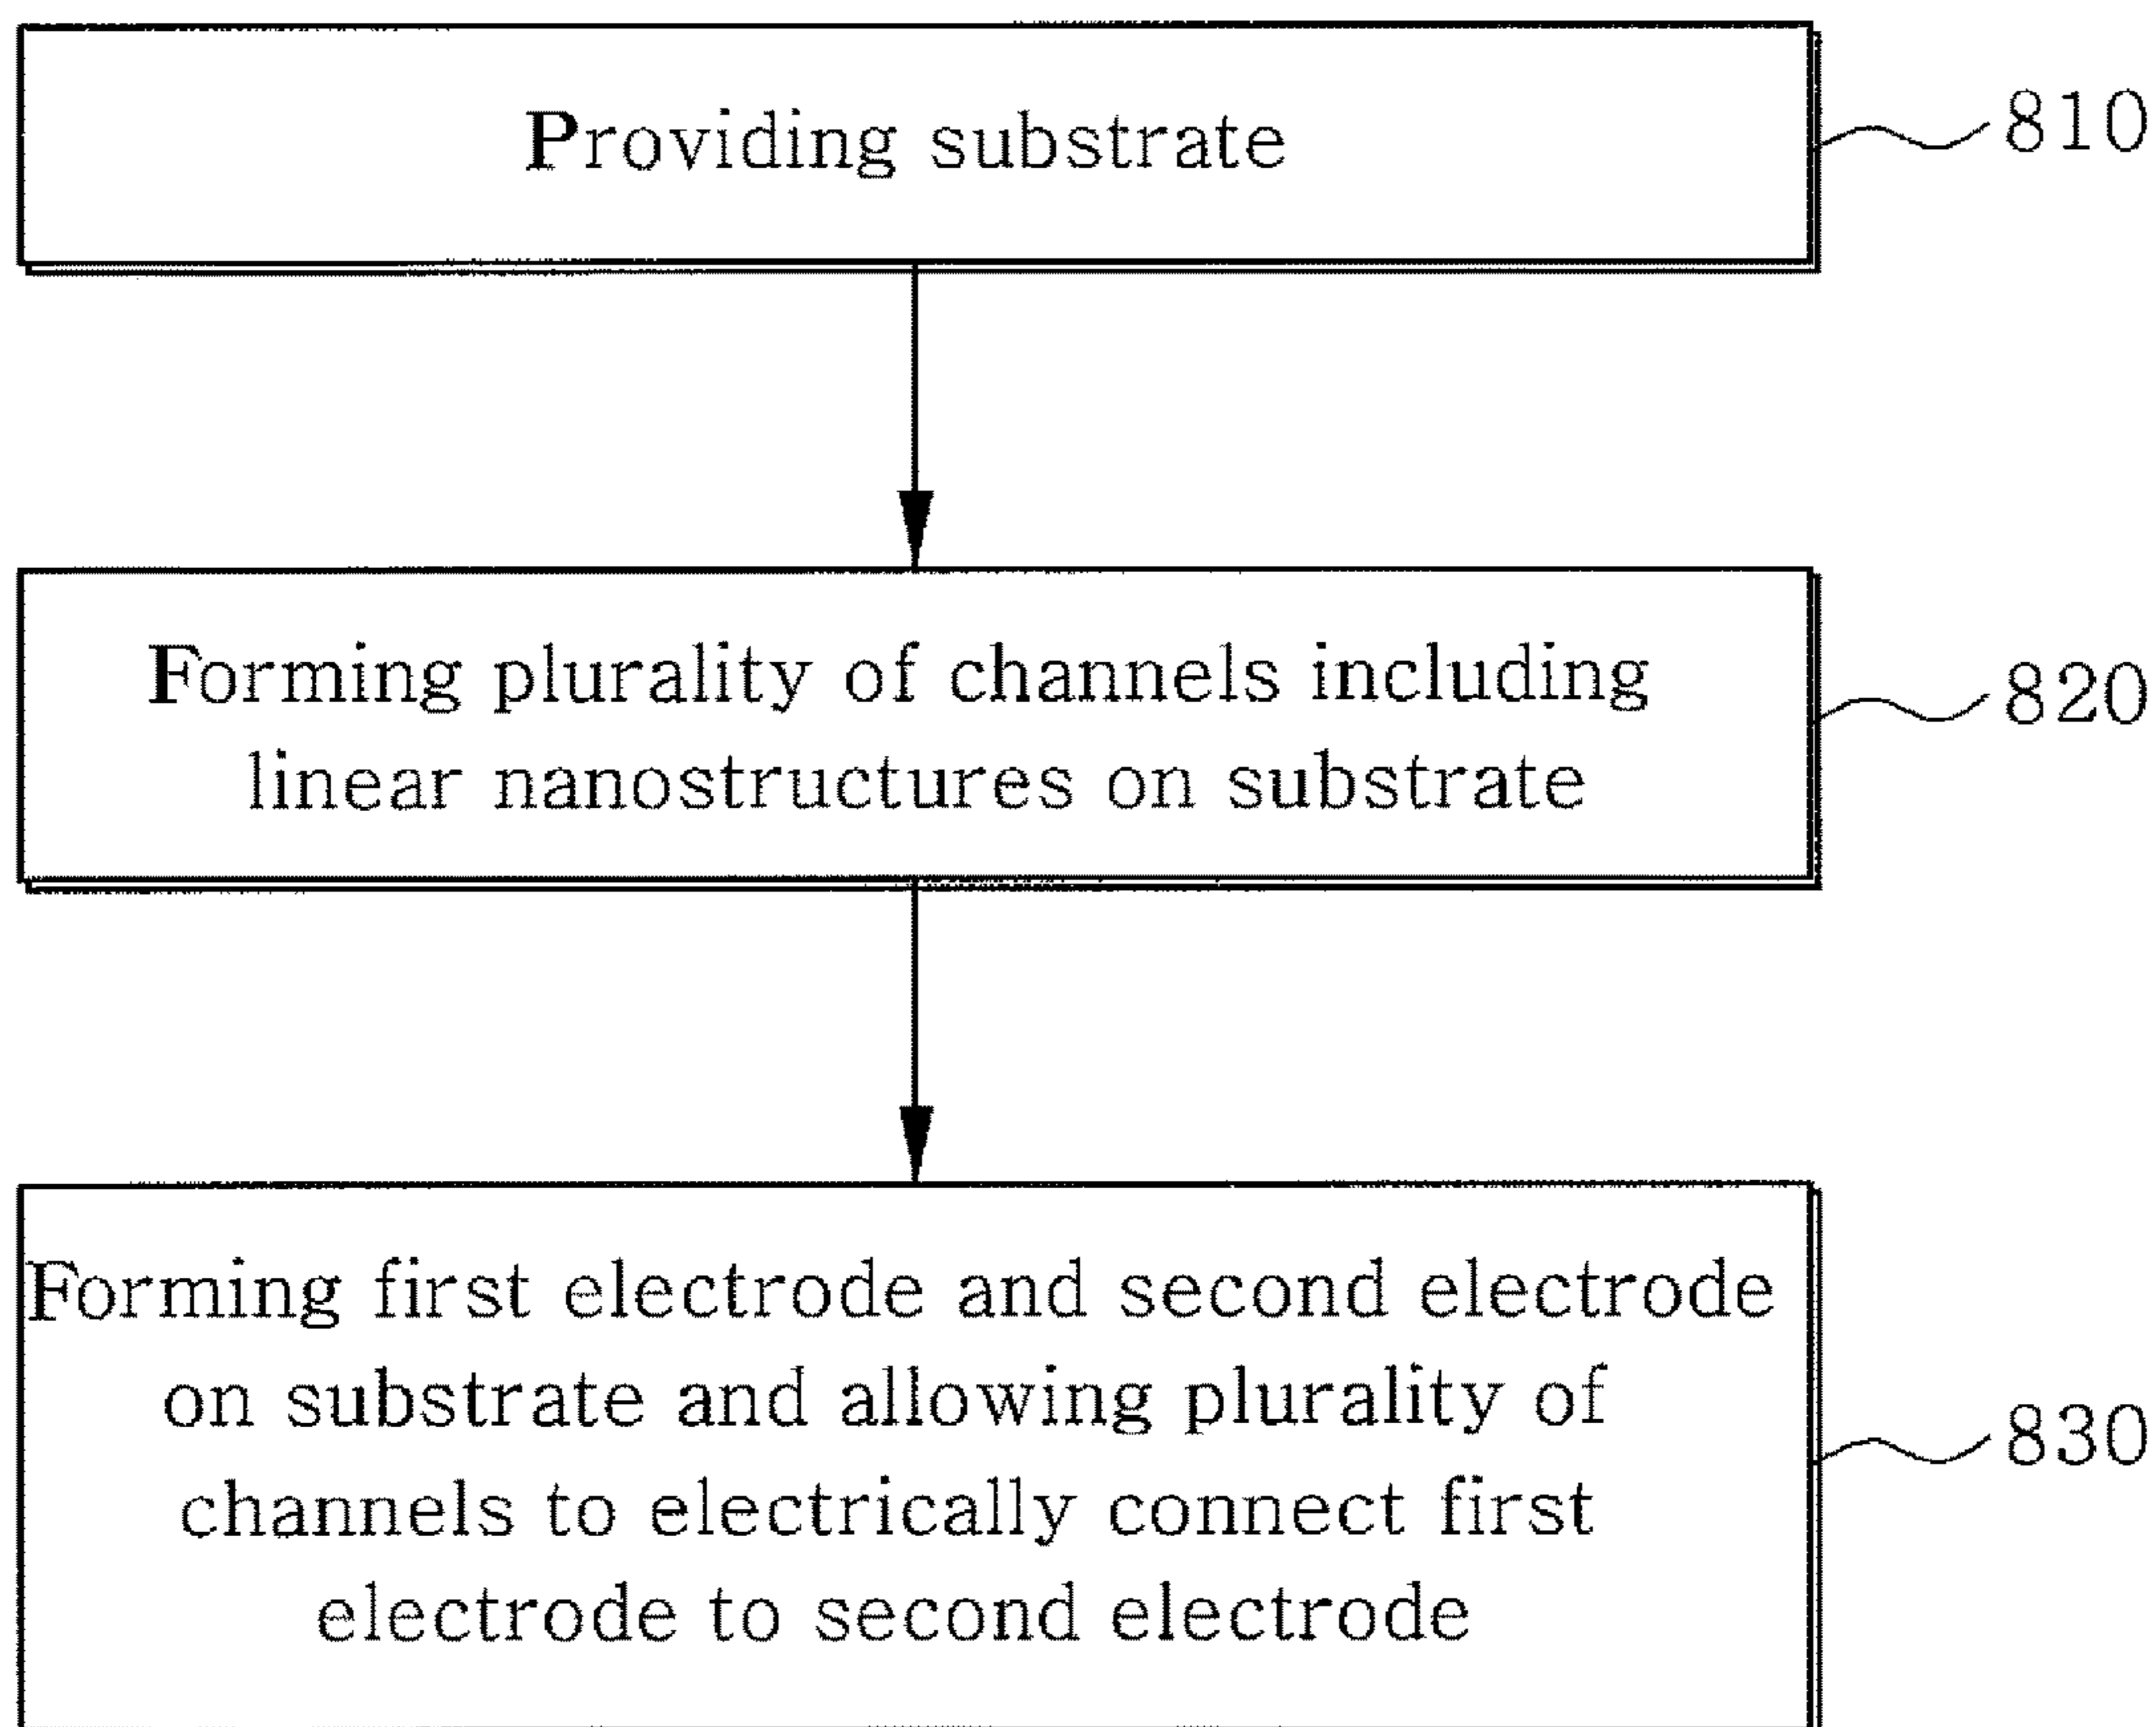 Providing substrate
810
Forming plurality of channels including
linear nanostructures on substrate
820
Forming first electrode and second electrode
on substrate and allowing plurality of
channels to electrically connect first
electrode to second electrode
830